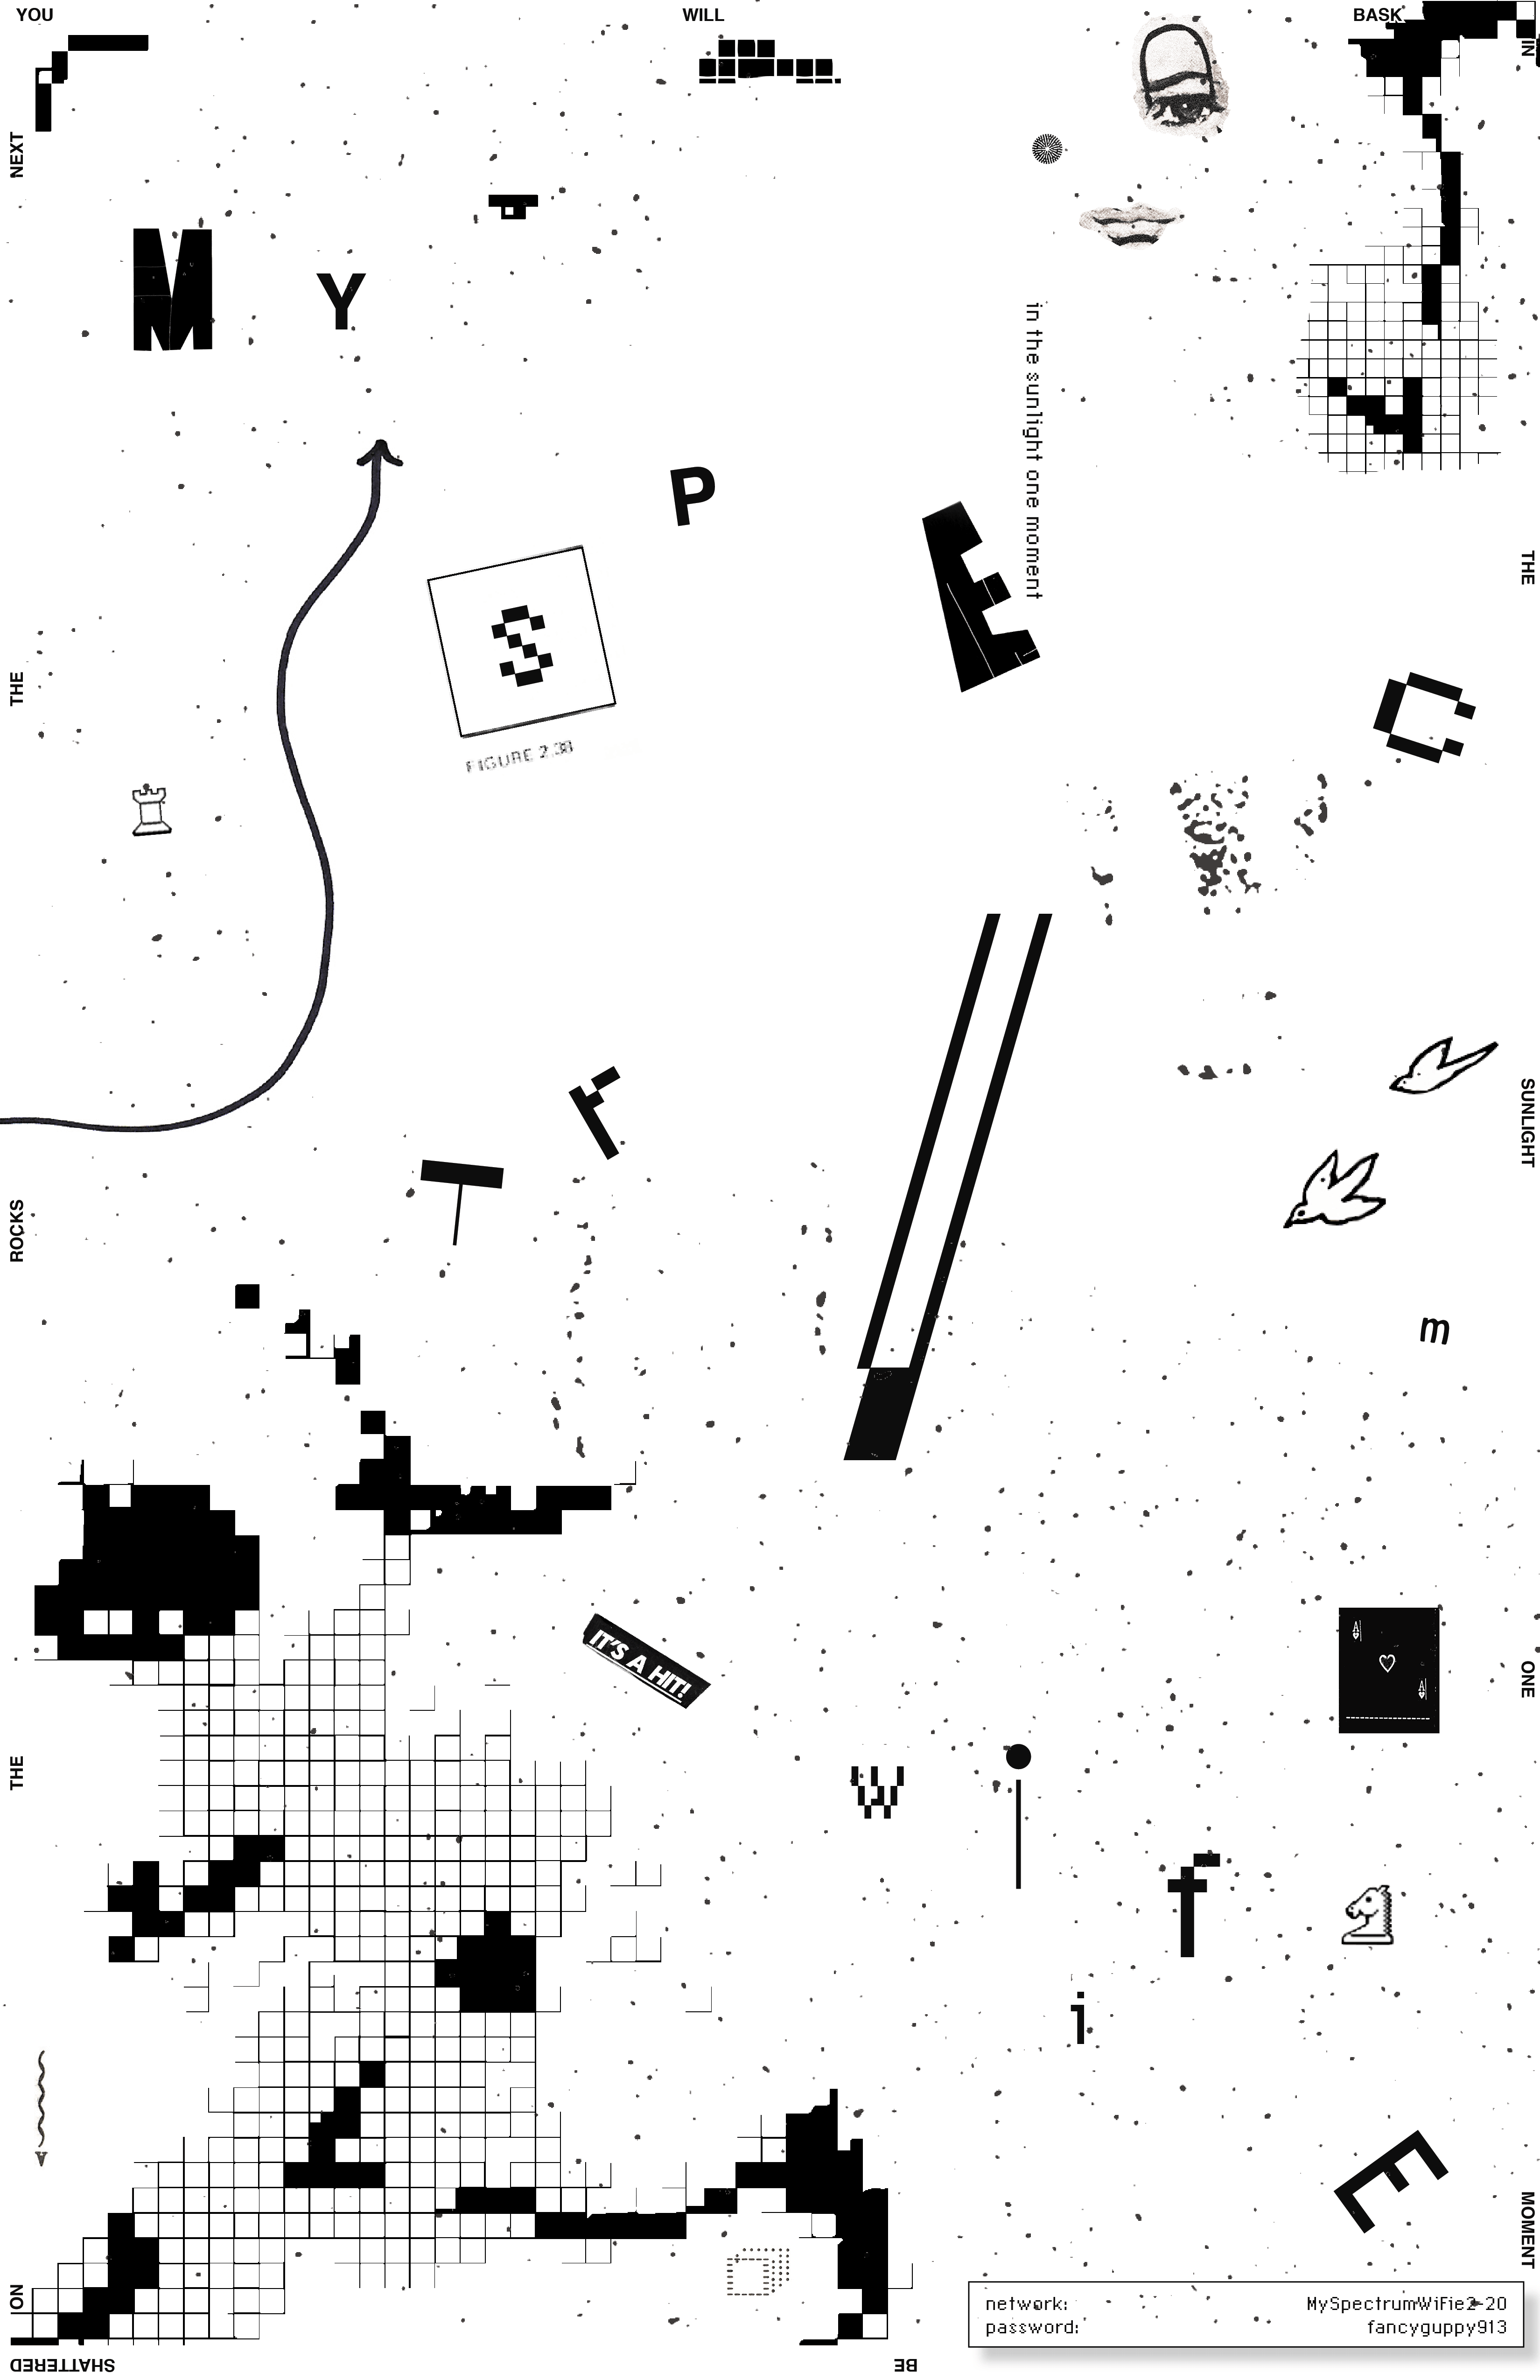 YOU WILL BASK IN
THE
SUNLIGHT
ONE
MOMENT
BE
SHATTERED
ON
THE
ROCKS
THE
NEXT
M Y
S P E C
T r u m
W i f i
E
in the sunlight one moment
FIGURE 2.38
IT'S A HIT!
A
A
network: MySpectrumWiFie2-20
password: fancyguppy913